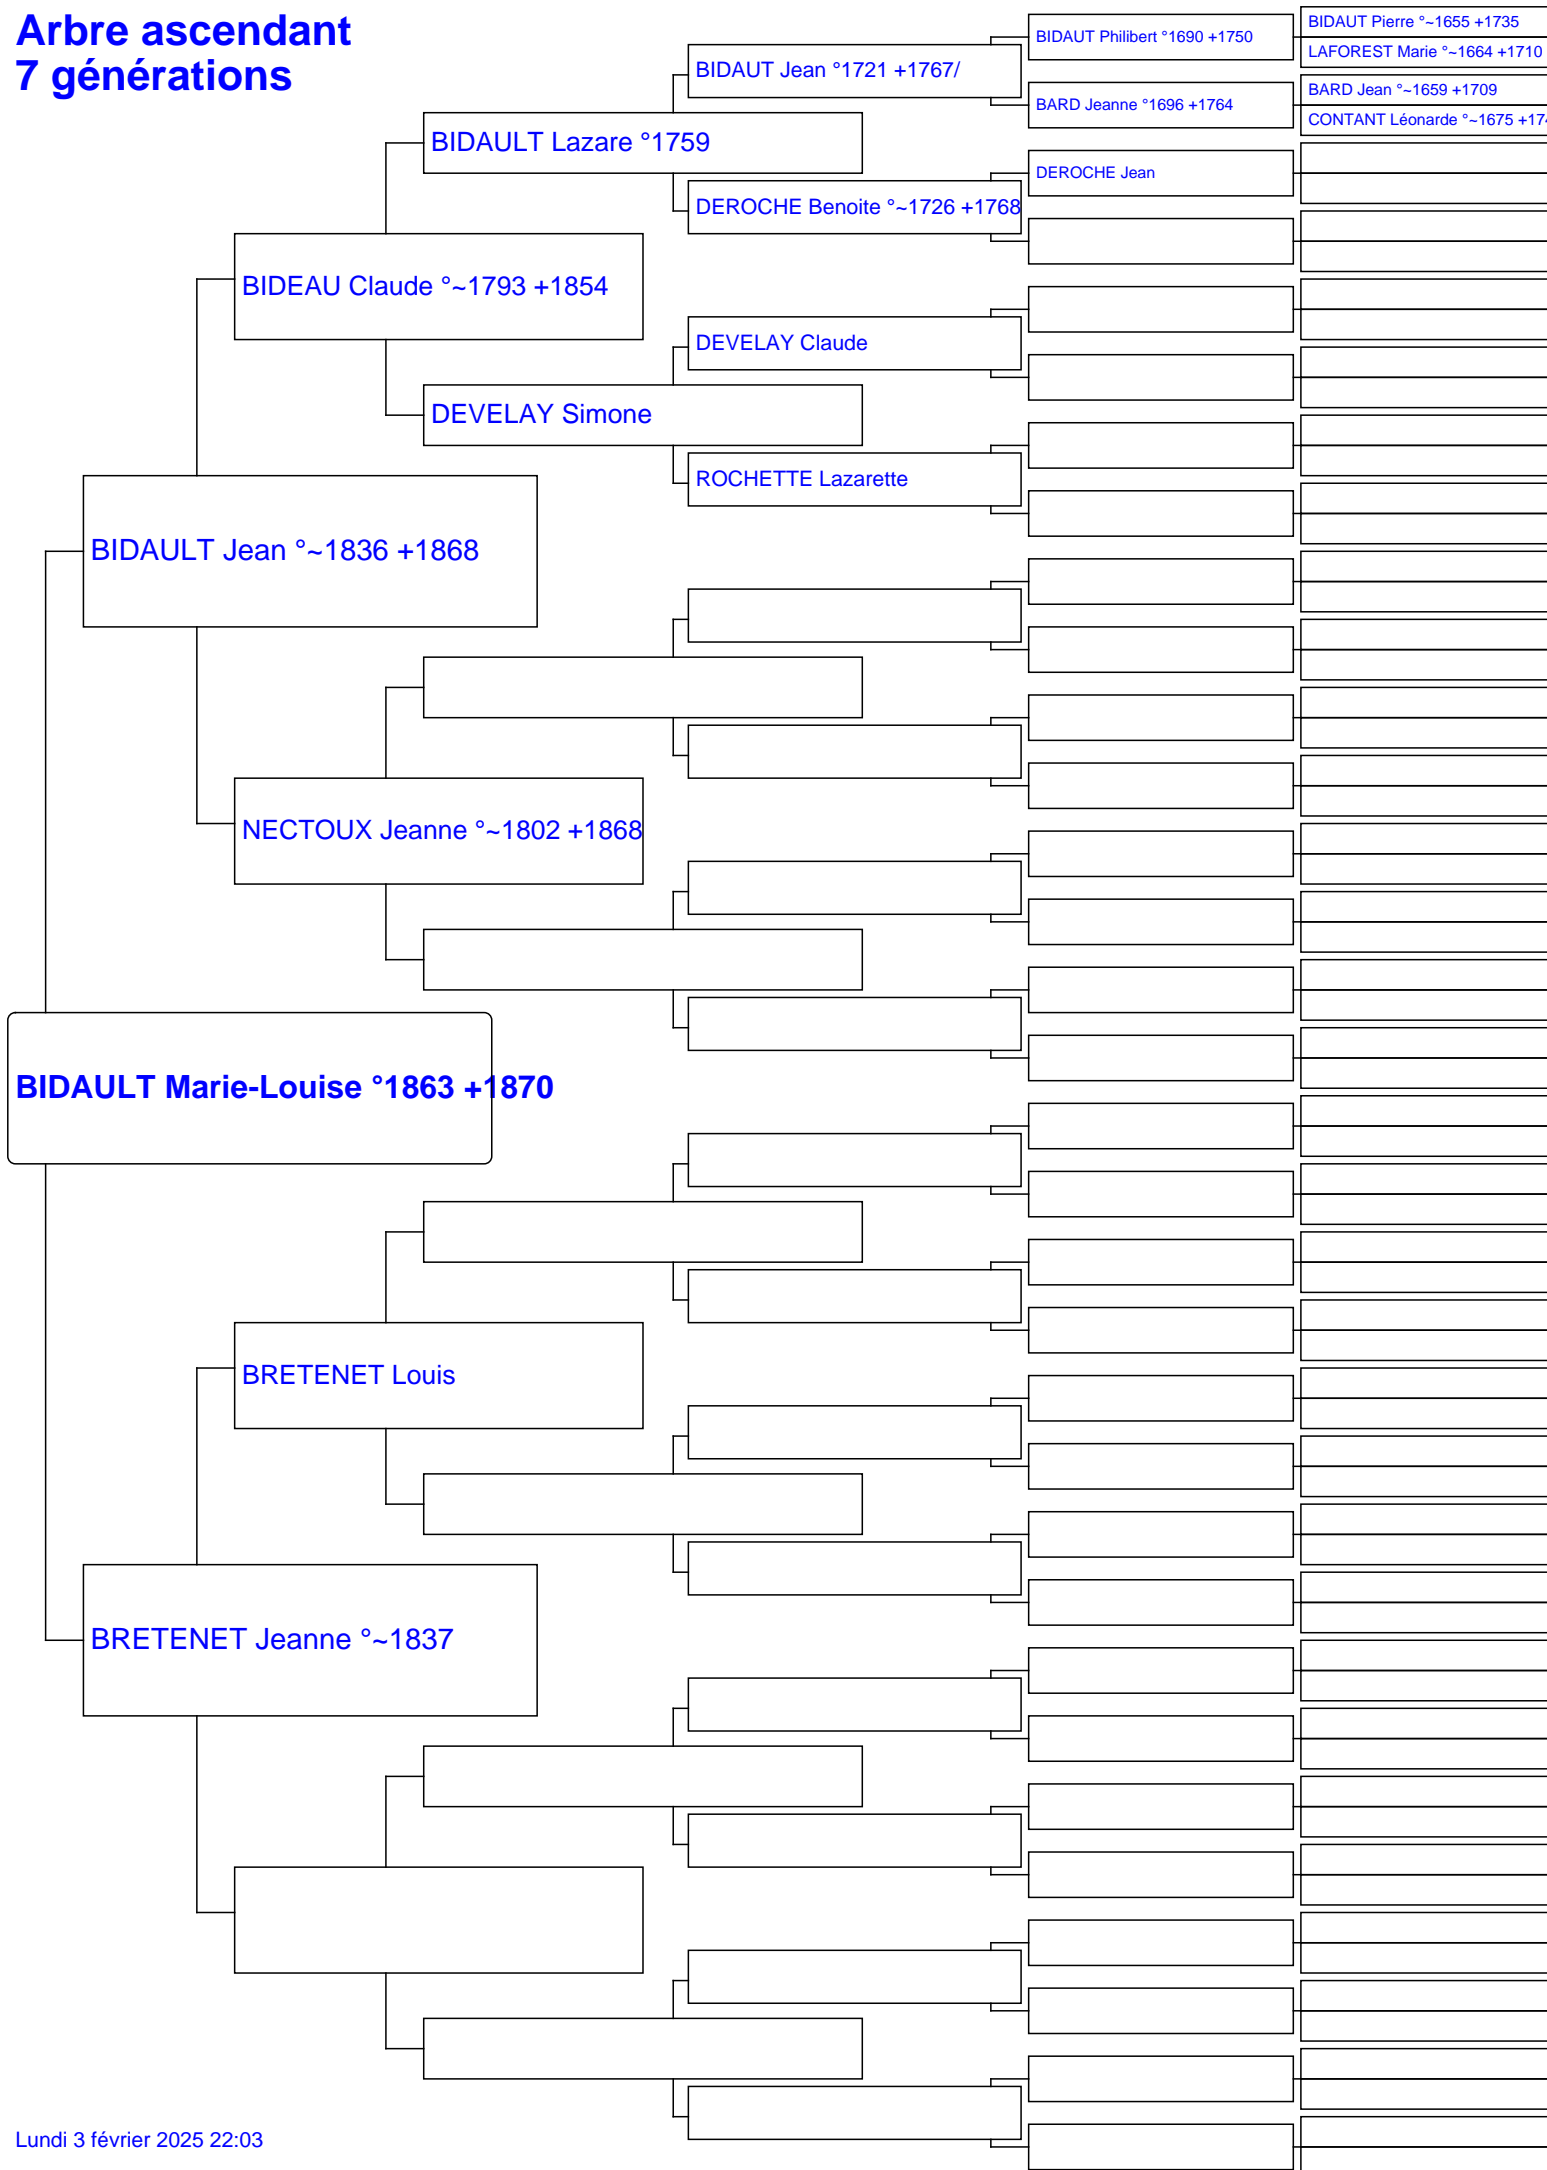 Arbre ascendant
7 générations
BIDAUT Pierre °~1655 +1735
BIDAUT Philibert °1690 +1750
LAFOREST Marie °~1664 +1710
BIDAUT Jean °1721 +1767/
BARD Jean °~1659 +1709
BARD Jeanne °1696 +1764
CONTANT Léonarde °~1675 +174
BIDAULT Lazare °1759
DEROCHE Jean
DEROCHE Benoite °~1726 +1768
BIDEAU Claude °~1793 +1854
DEVELAY Claude
DEVELAY Simone
ROCHETTE Lazarette
BIDAULT Jean °~1836 +1868
NECTOUX Jeanne °~1802 +1868
BIDAULT Marie-Louise °1863 +1870
BRETENET Louis
BRETENET Jeanne °~1837
Lundi 3 février 2025 22:03